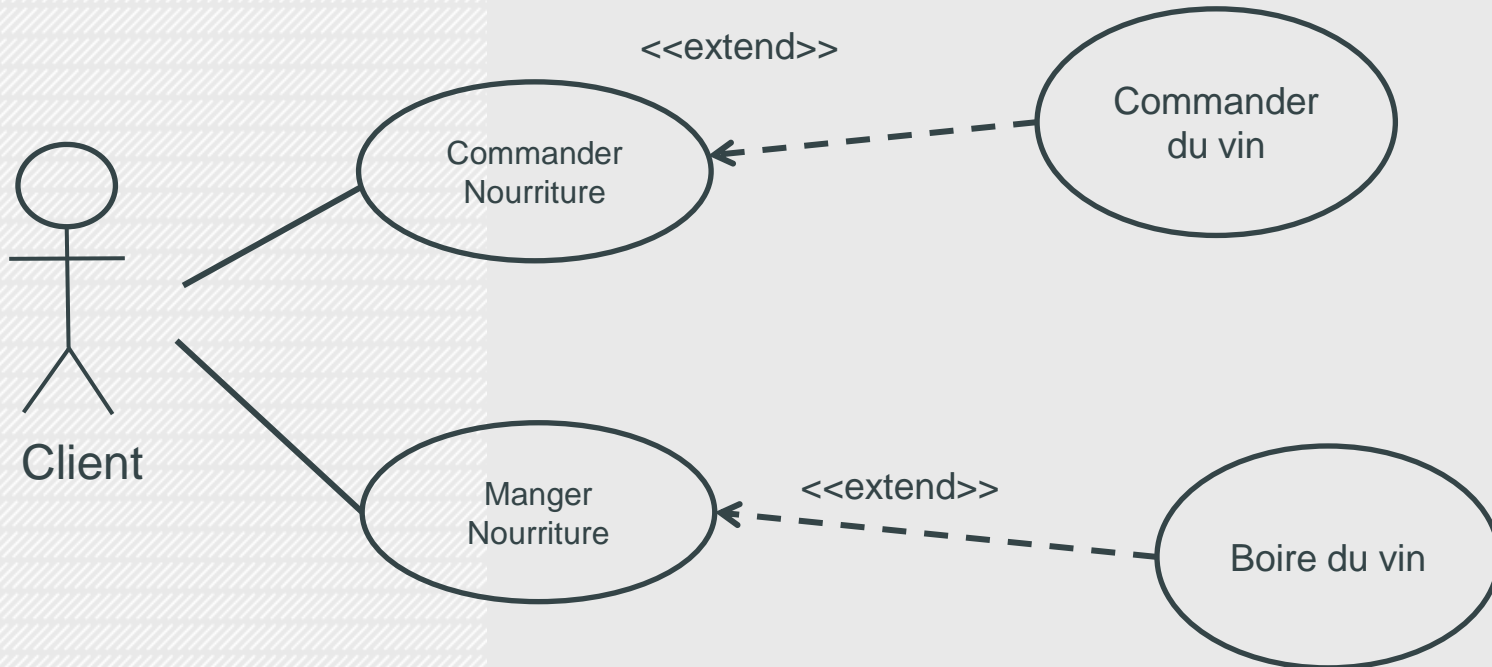 <<extend>>
Commander
Nourriture
Commander
du vin
Client
Manger
Nourriture
<<extend>>
Boire du vin